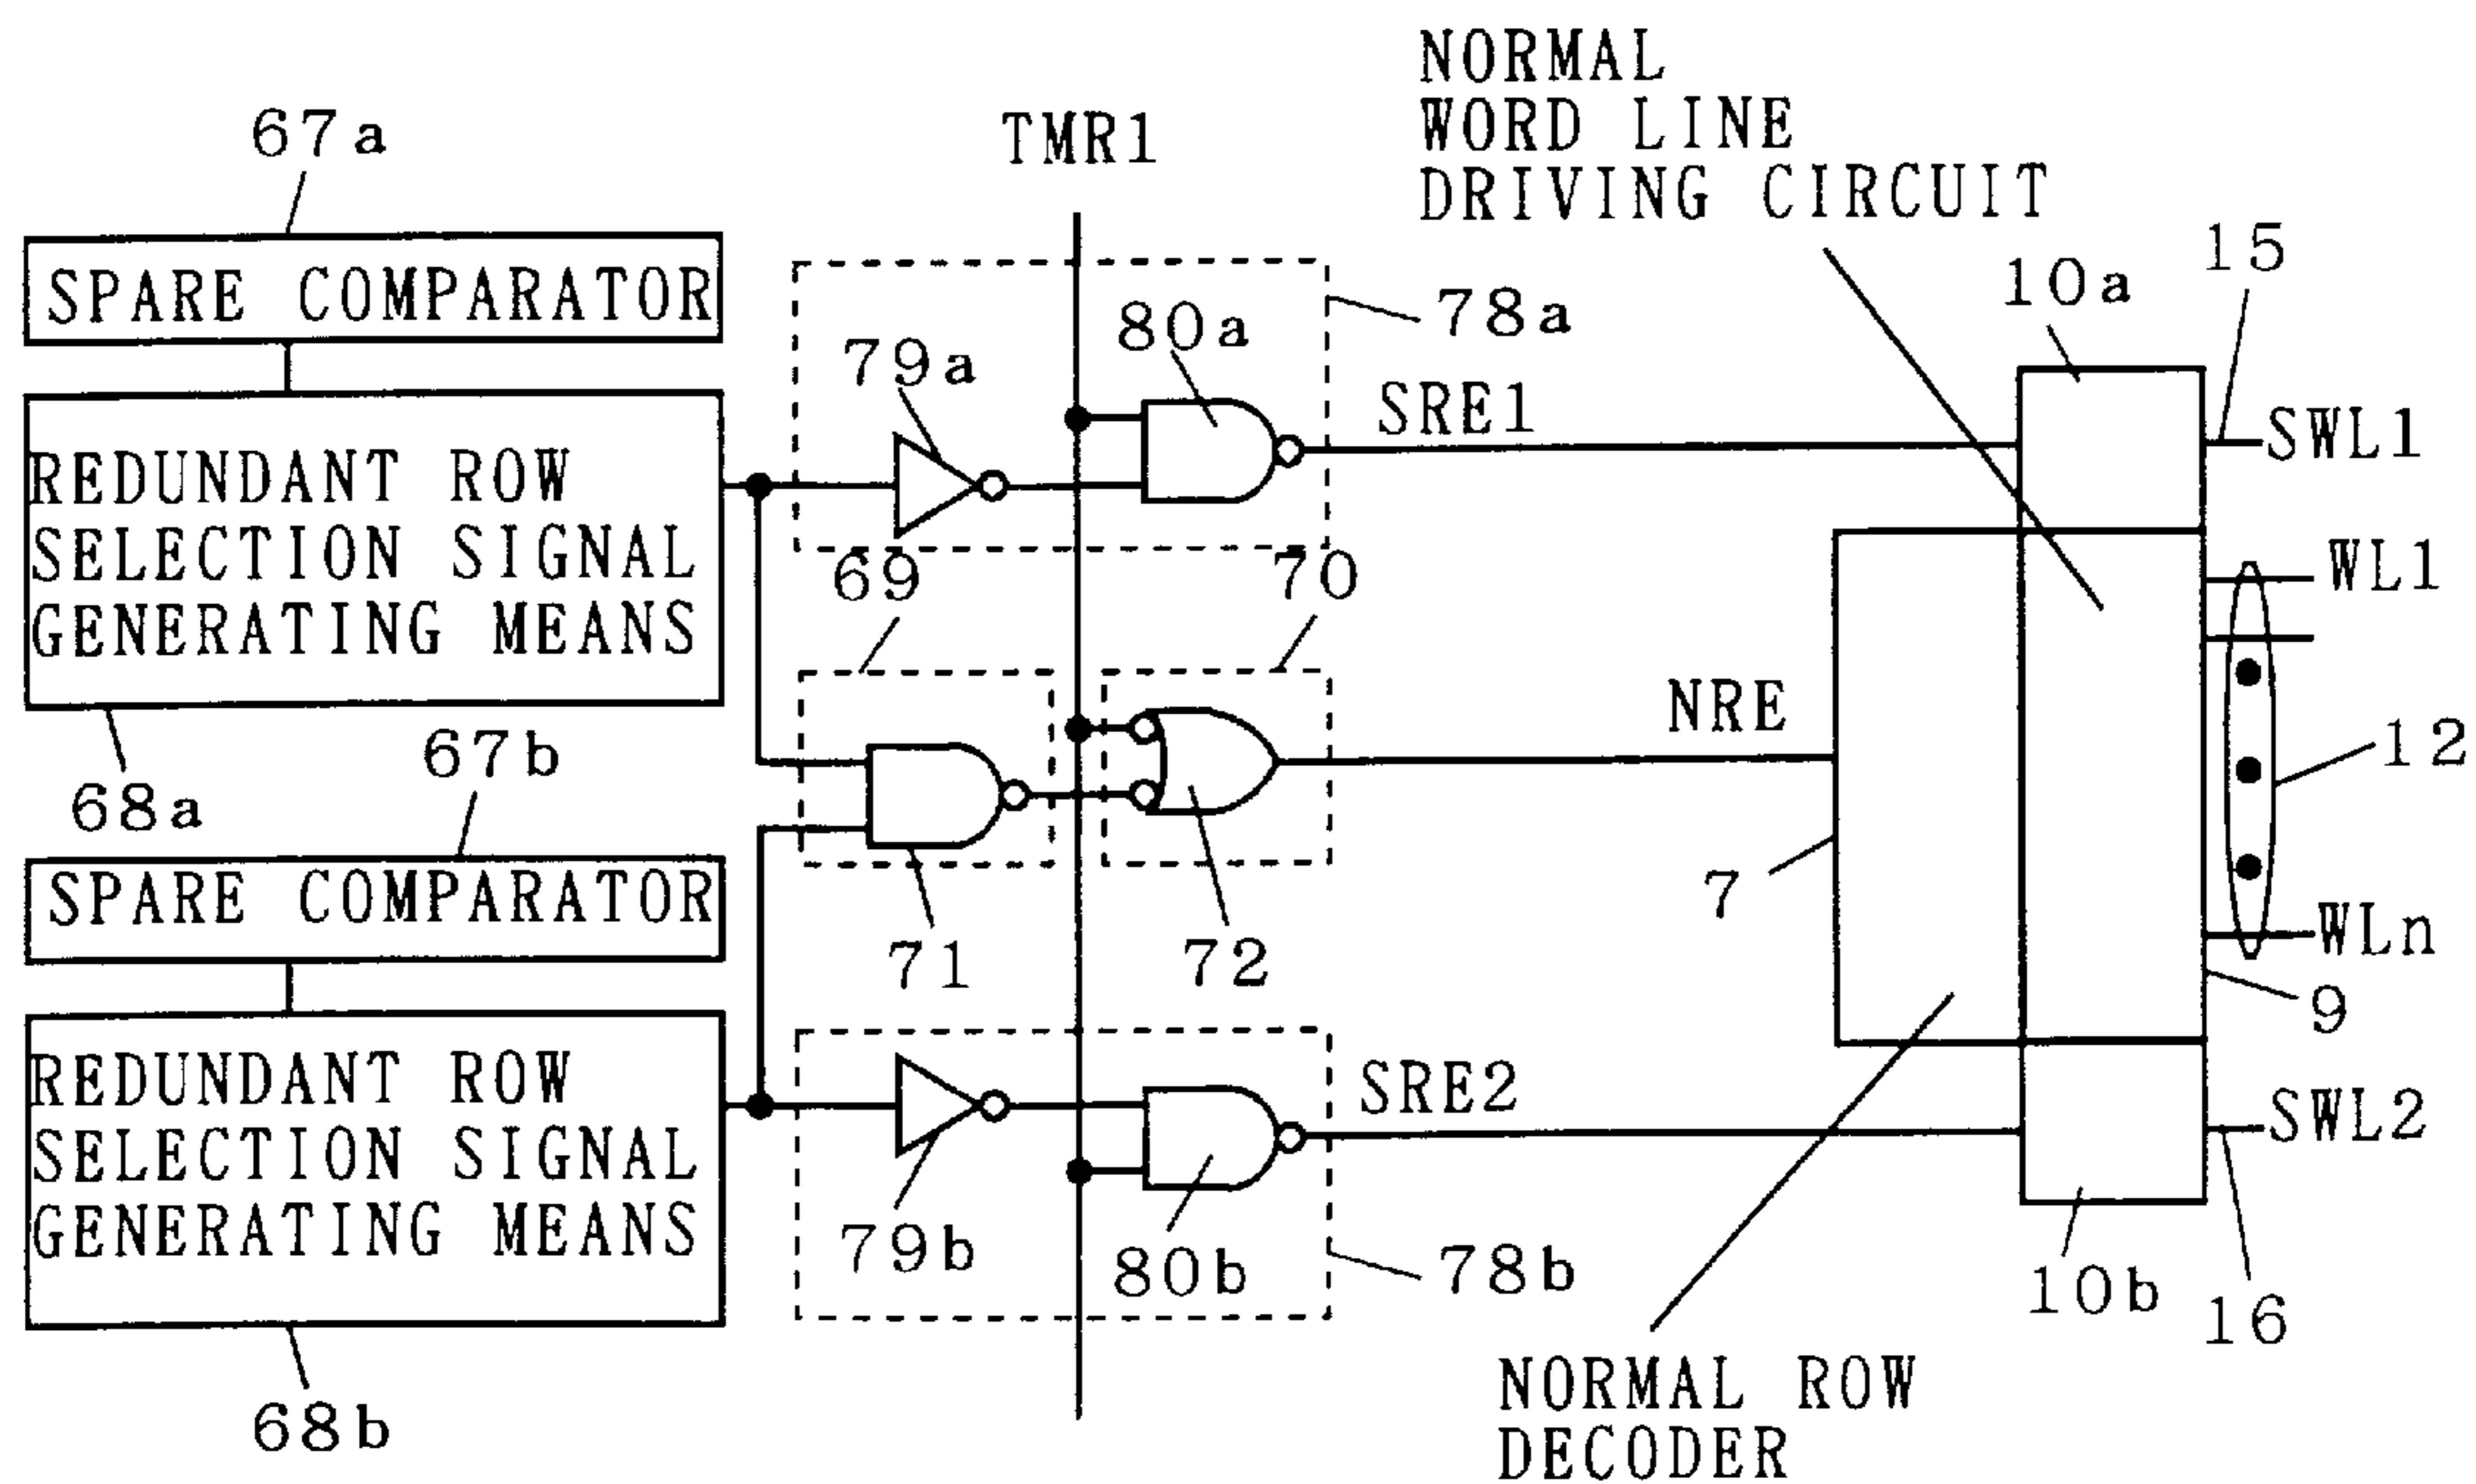 NORMAL
WORD LINE
DRIVING CIRCUIT
67a
TMR1
15
10a
SPARE COMPARATOR
78a
80a
79a
SRE1
SWL1
REDUNDANT ROW
SELECTION SIGNAL
GENERATING MEANS
69
70
WL1
NRE
67b
12
68a
7
SPARE COMPARATOR
71
72
WLn
9
REDUNDANT ROW
SELECTION SIGNAL
GENERATING MEANS
SRE2
SWL2
79b
80b
78b
10b
16
NORMAL ROW
DECODER
68b